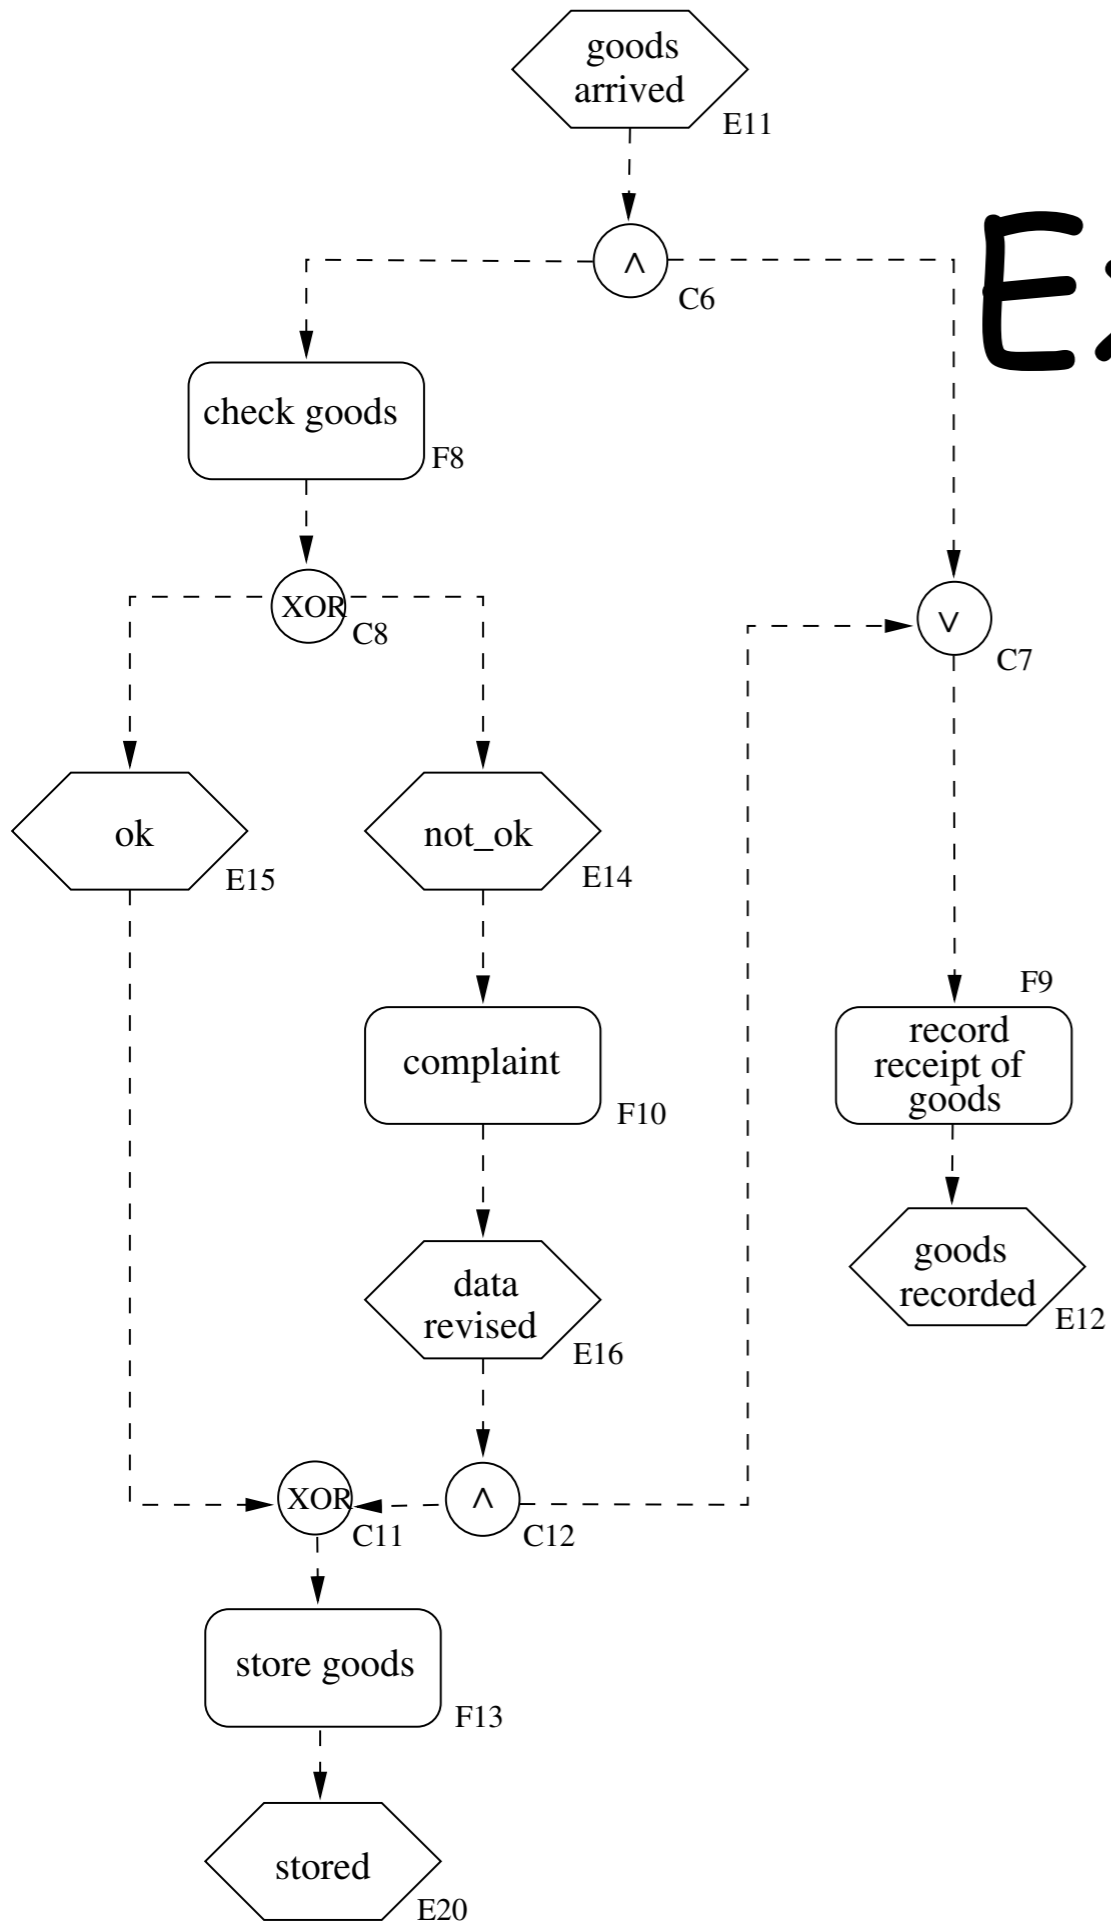 goods
arrived
E11
∧
C6
check goods
F8
XOR
C8
∨
C7
ok
E15
not_ok
E14
F9
record
receipt of
goods
complaint
F10
goods
recorded
E12
data
revised
E16
XOR
C11
∧
C12
store goods
F13
stored
E20